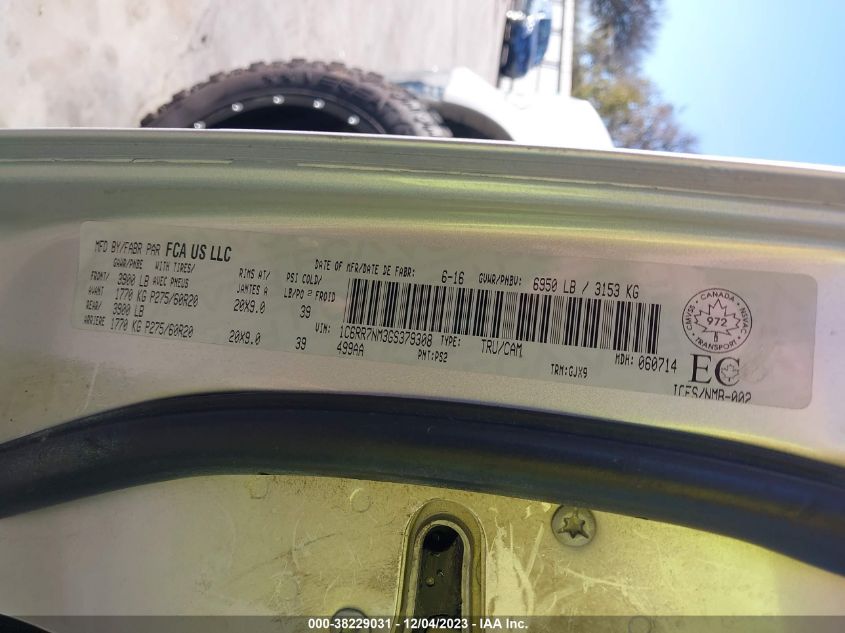 MFD BY/FABR PAR FCA US LLC
DATE OF MFR/DATE DE FABR: 6-16 GVWR/PNBV: 6950 LB / 3153 KG
GAWR/PNBE WITH TIRES/ RIMS AT/ PSI COLD/
FRONT/ 3900 LB AVEC PNEUS JANTES A LB/PO² FROID
AVANT 1770 KG P275/60R20 20X9.0 39
REAR/ 3900 LB
ARRIERE 1770 KG P275/60R20 20X9.0 39
VIN: 1C6RR7NM3GS379308 TYPE: TRU/CAM MDH: 060714
499AA PNT:PS2 TRM:GJX9
CANADA
CMVSS NSVAC
972
TRANSPORT
EC
ICES/NMB-002
000-38229031 - 12/04/2023 - IAA Inc.